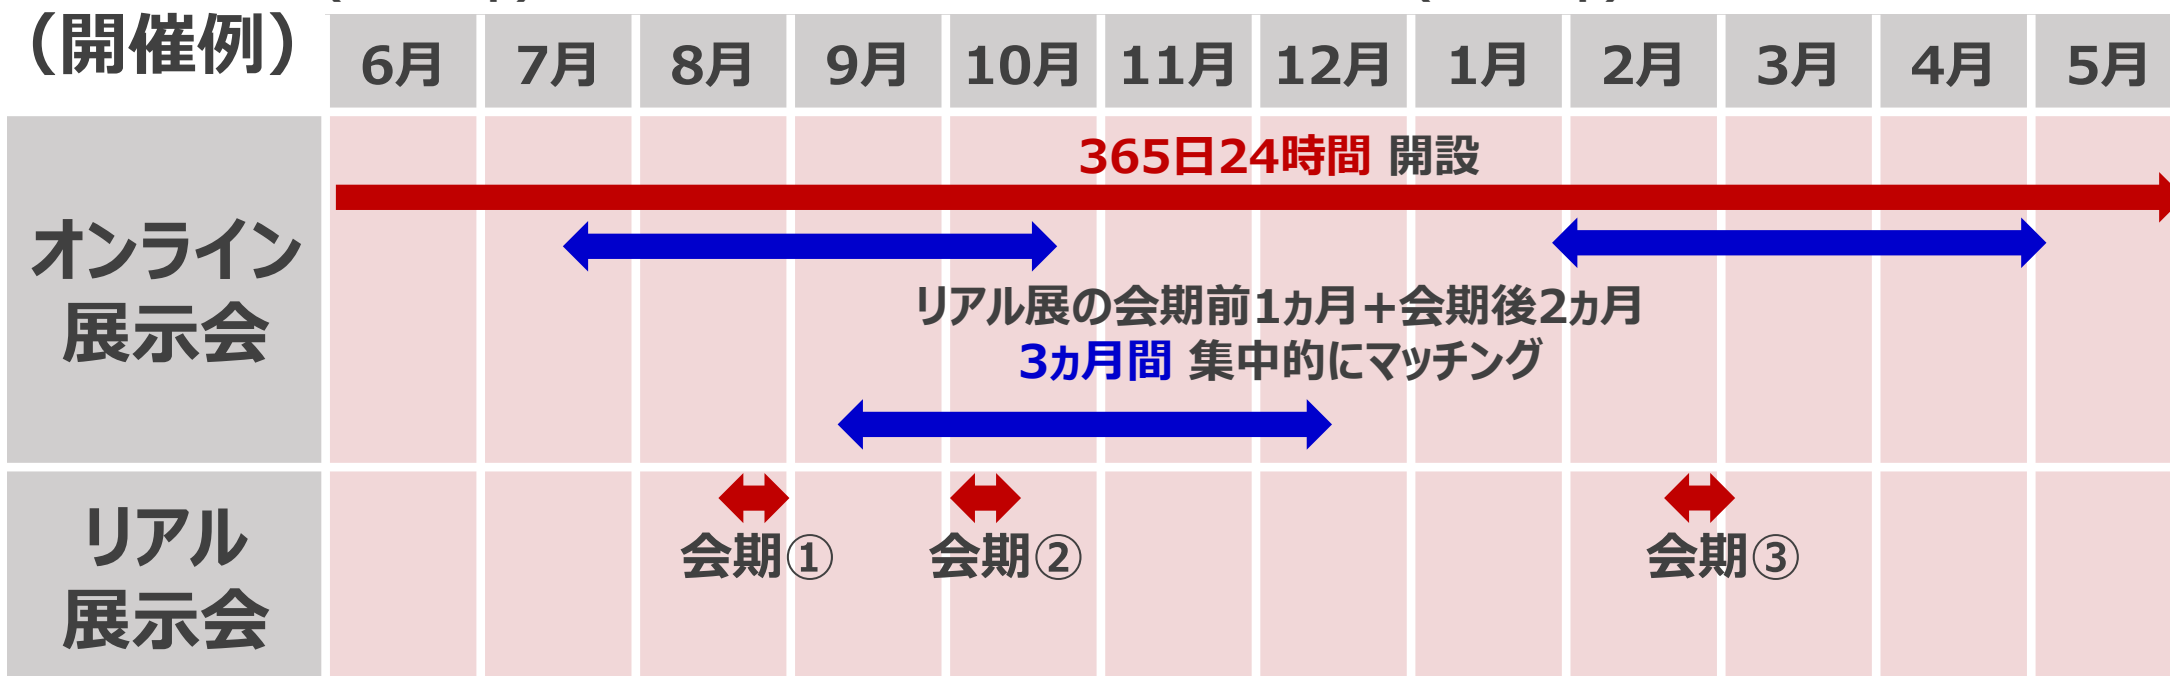 （開催例）
6月 7月 8月 9月 10月 11月 12月 1月 2月 3月 4月 5月
365日24時間 開設
オンライン
展示会
リアル展の会期前1ヵ月+会期後2ヵ月
3ヵ月間 集中的にマッチング
リアル
展示会
会期① 会期② 会期③